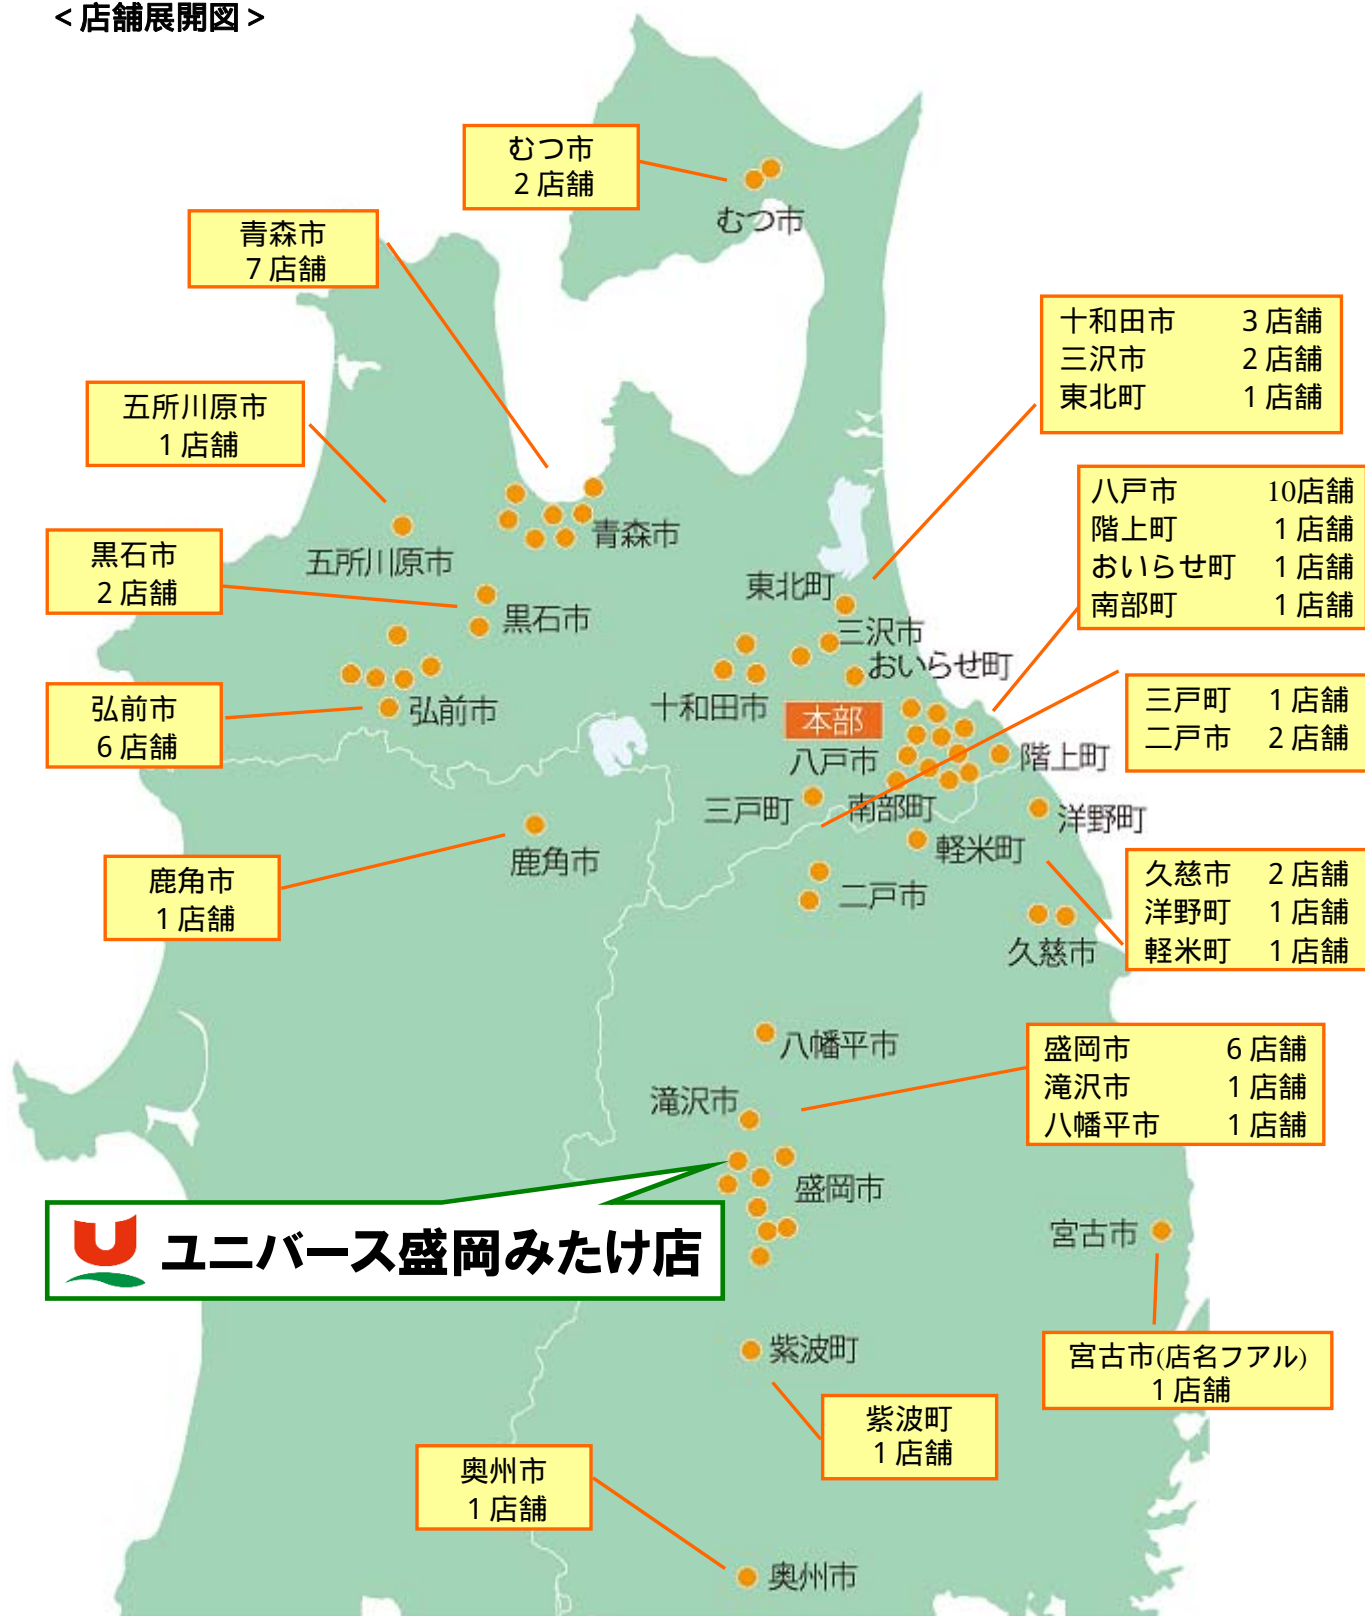 ＜店舗展開図＞
むつ市
2店舗
むつ市
青森市
7店舗
十和田市 3店舗
三沢市 2店舗
東北町 1店舗
五所川原市
1店舗
八戸市 10店舗
階上町 1店舗
おいらせ町 1店舗
南部町 1店舗
青森市
五所川原市
黒石市
2店舗
東北町
黒石市
三沢市
おいらせ町
弘前市
6店舗
弘前市
十和田市
本部
三戸町 1店舗
二戸市 2店舗
八戸市
階上町
三戸町
南部町
洋野町
軽米町
鹿角市
鹿角市
1店舗
二戸市
久慈市 2店舗
洋野町 1店舗
軽米町 1店舗
久慈市
八幡平市
盛岡市 6店舗
滝沢市 1店舗
八幡平市 1店舗
滝沢市
盛岡市
ユニバース盛岡みたけ店
宮古市
紫波町
宮古市(店名フアル)
1店舗
紫波町
1店舗
奥州市
1店舗
奥州市